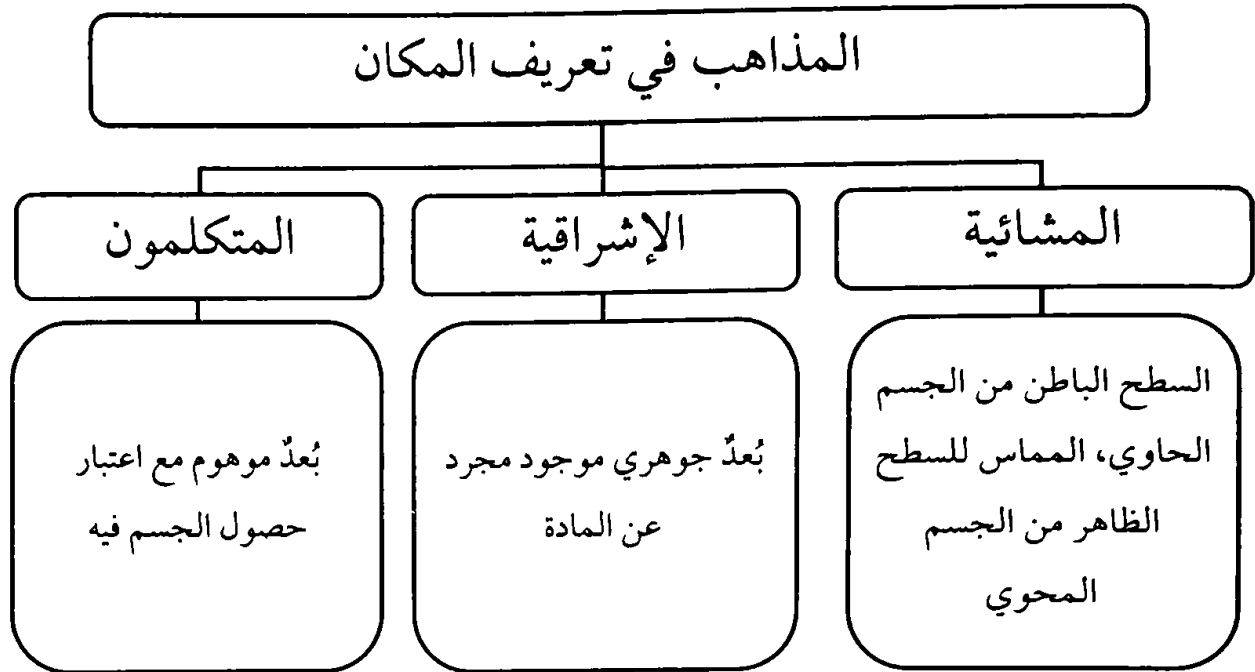 المذاهب في تعريف المكان
المشائية
الإشراقية
المتكلمون
السطح الباطن من الجسم
الحاوي، المماس للسطح
الظاهر من الجسم
المحوي
بُعدٌ جوهري موجود مجرد
عن المادة
بُعدٌ موهوم مع اعتبار
حصول الجسم فيه